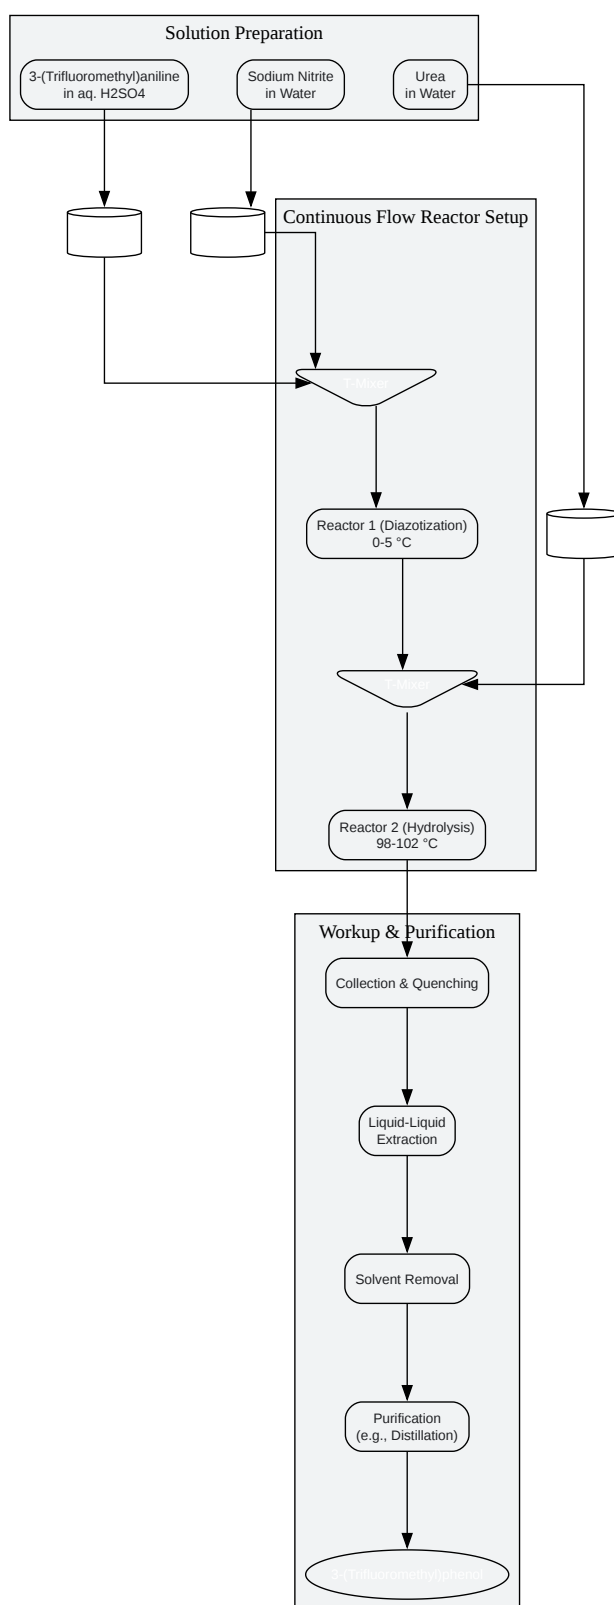 Solution Preparation
3-(Trifluoromethyl)aniline
in aq. H2SO4
Sodium Nitrite
in Water
Urea
in Water
Continuous Flow Reactor Setup
T-Mixer
Reactor 1 (Diazotization)
0-5 °C
T-Mixer
Reactor 2 (Hydrolysis)
98-102 °C
Workup & Purification
Collection & Quenching
Liquid-Liquid
Extraction
Solvent Removal
Purification
(e.g., Distillation)
3-(Trifluoromethyl)phenol